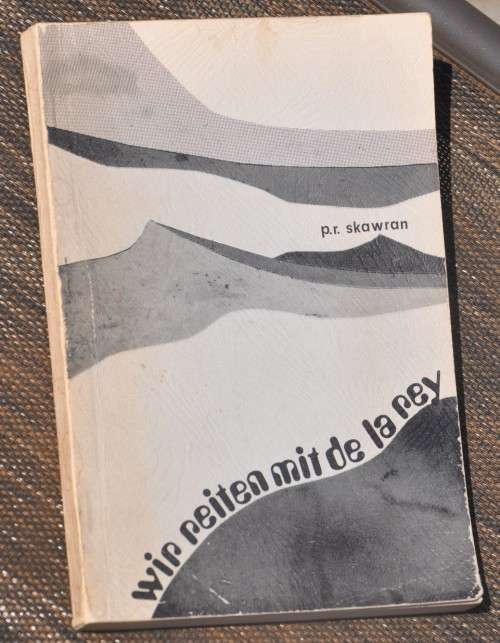 p.r. skawran
wir reiten mit de la rey